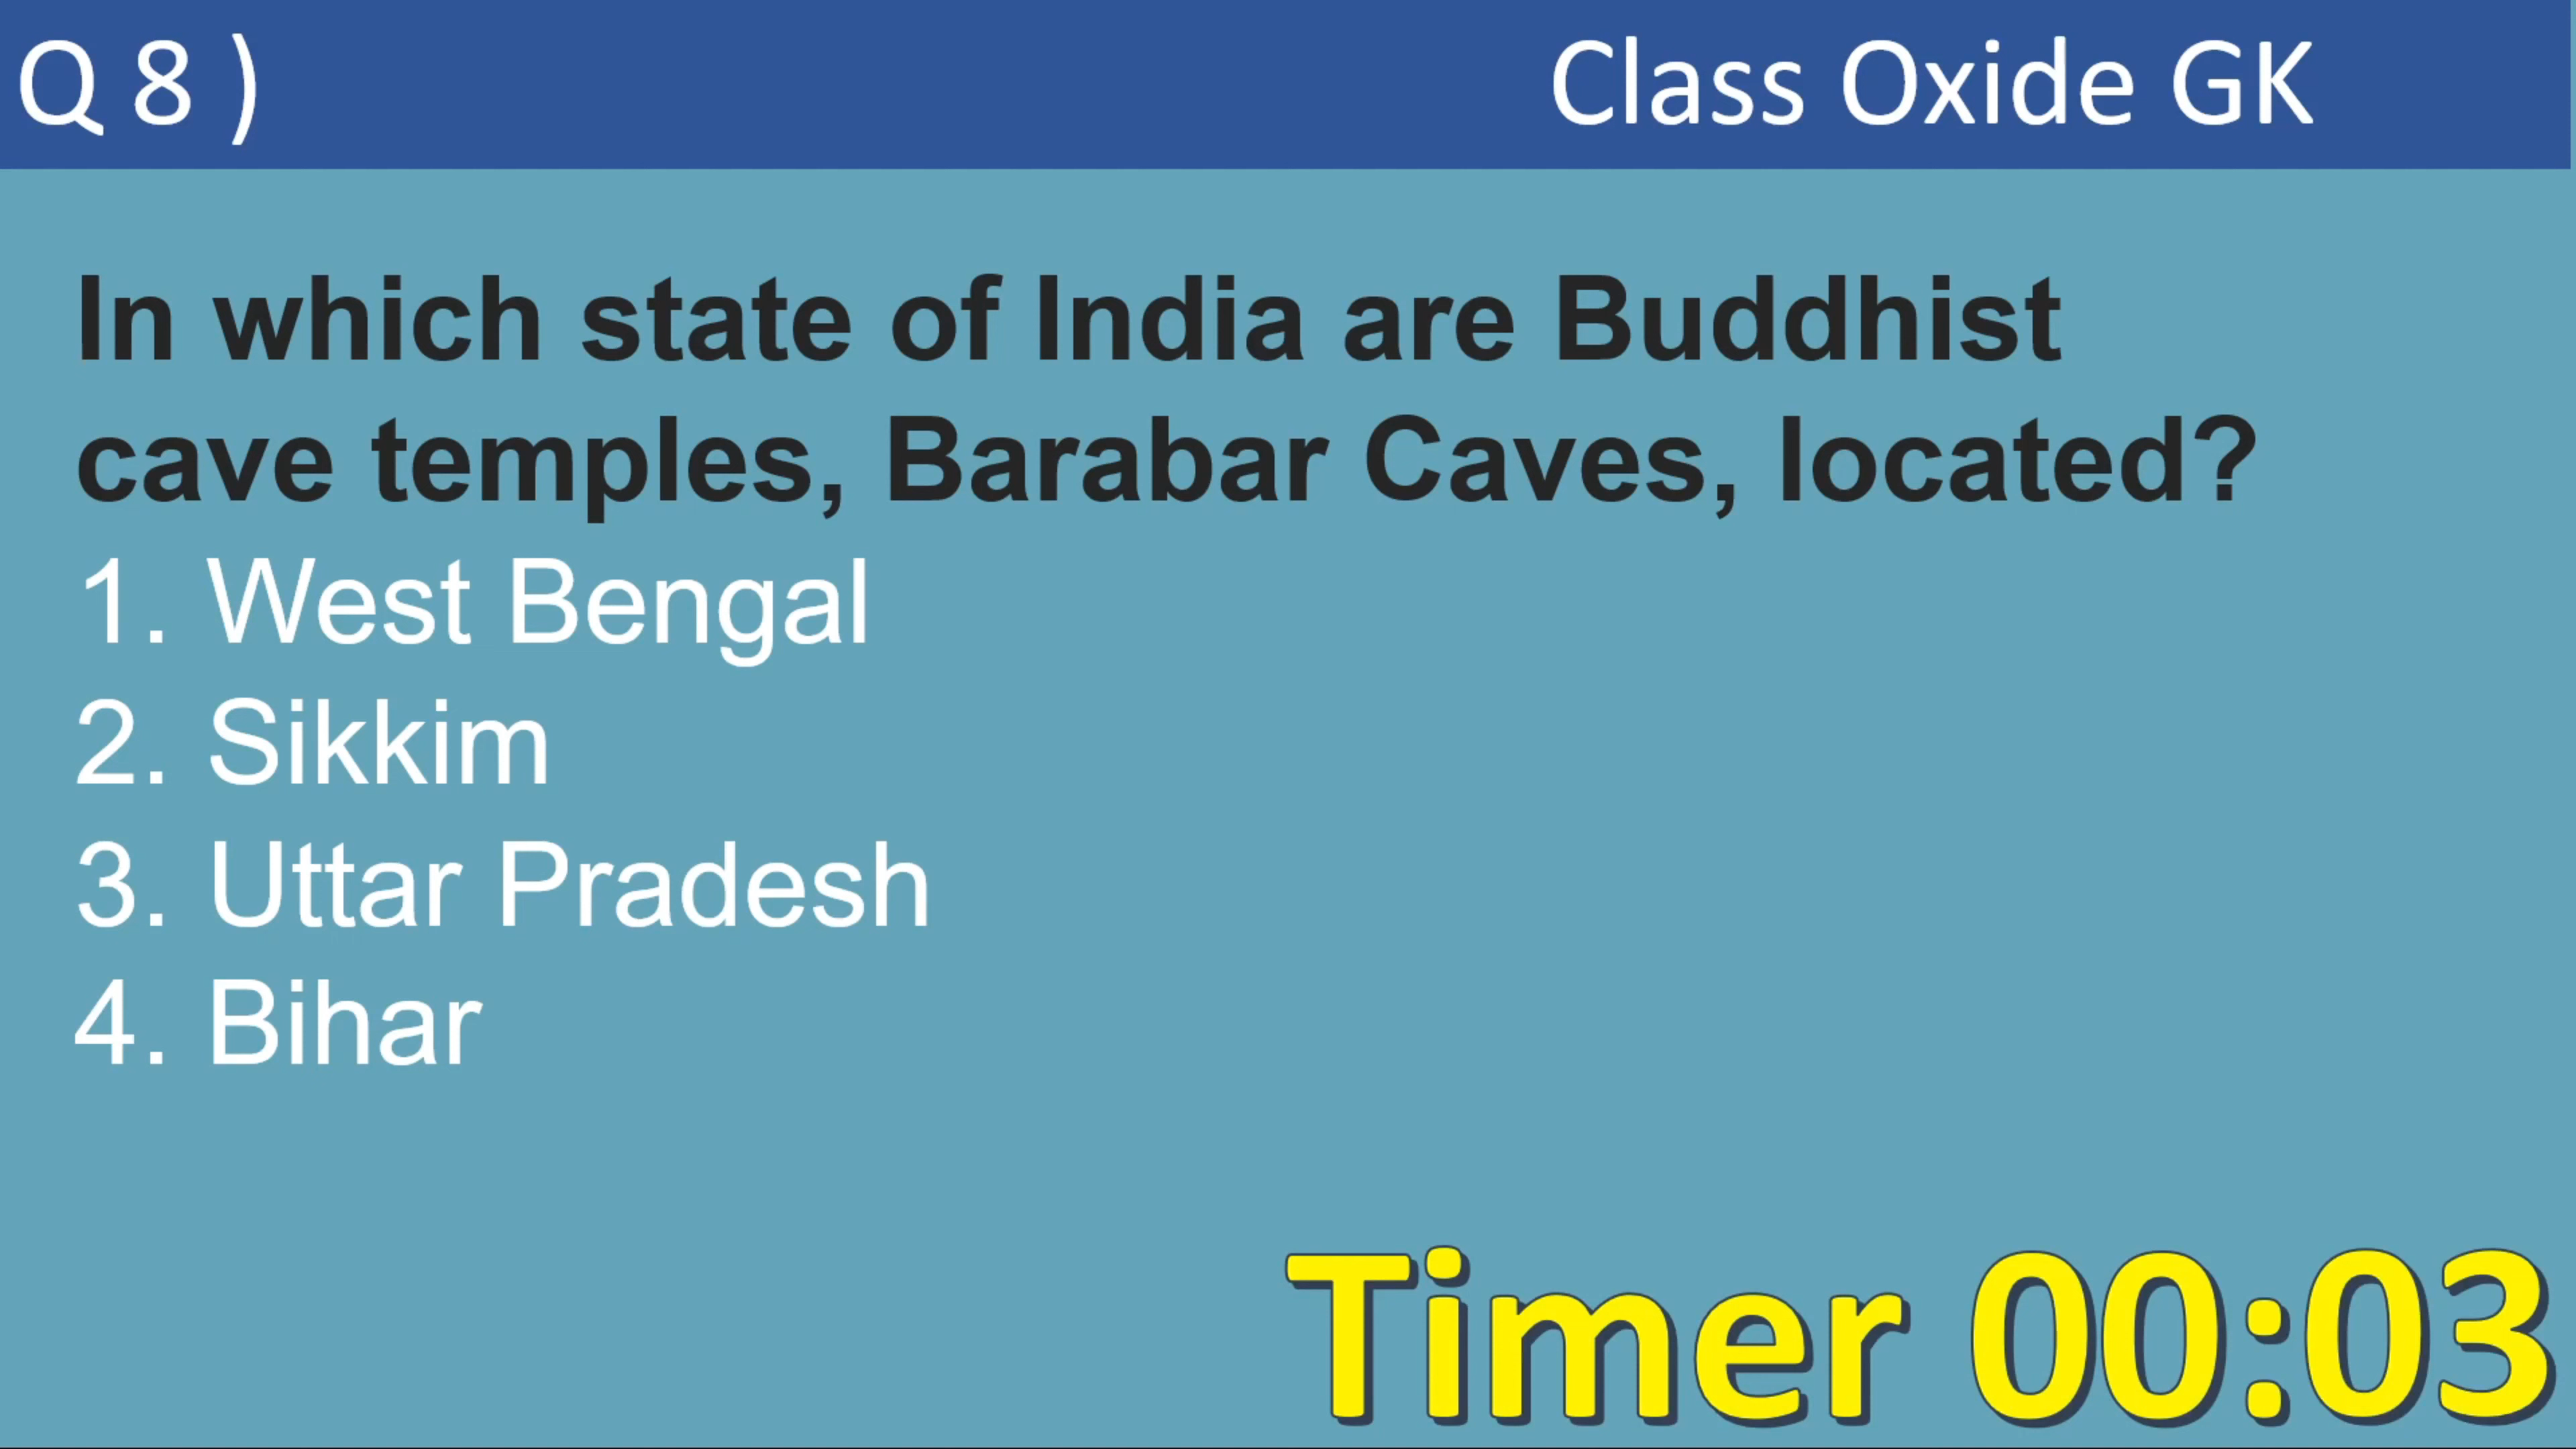 Q 8 ) Class Oxide GK
In which state of India are Buddhist
cave temples, Barabar Caves, located?
1. West Bengal
2. Sikkim
3. Uttar Pradesh
4. Bihar
Timer 00:03